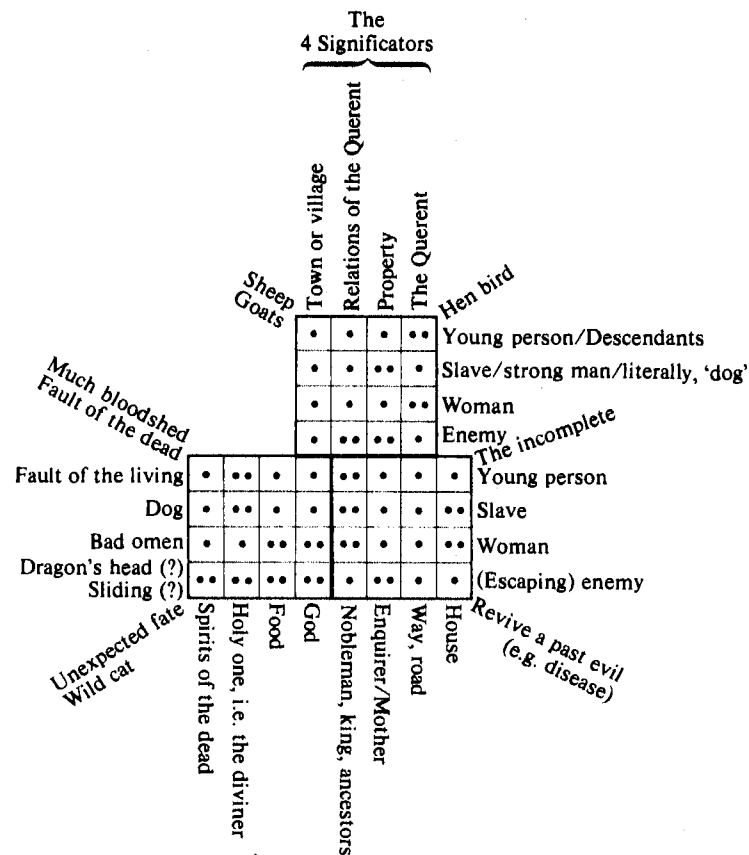 The
4 Significators
Town or village
Relations of the Querent
Property
The Querent
Sheep
Goats
Hen bird
Young person/Descendants
Slave/strong man/literally, 'dog'
Woman
Enemy
Much bloodshed
Fault of the dead
The incomplete
Fault of the living
Young person
Dog
Slave
Bad omen
Woman
Dragon's head (?)
Sliding (?)
(Escaping) enemy
Unexpected fate
Wild cat
Spirits of the dead
Holy one, i.e. the diviner
Food
God
Nobleman, king, ancestors
Enquirer/Mother
Way, road
House
Revive a past evil
(e.g. disease)